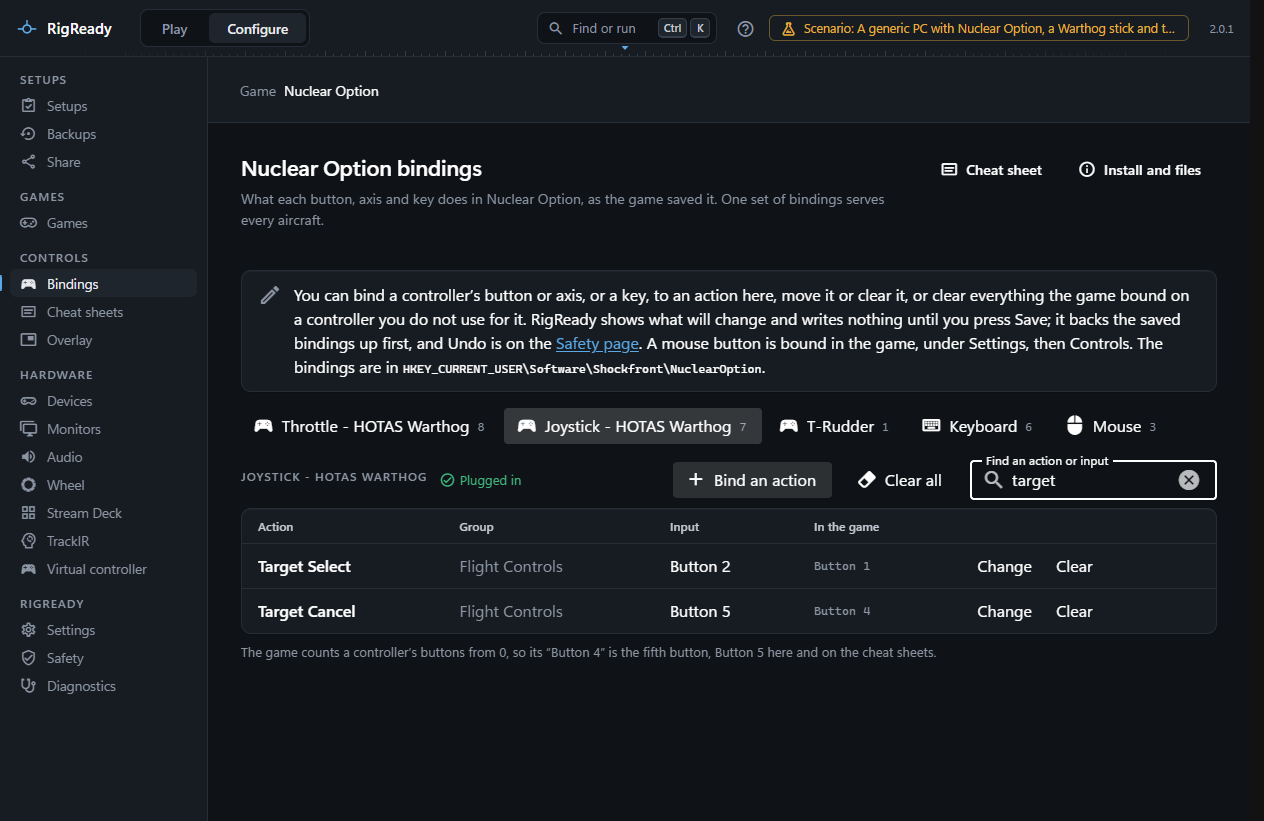 RigReady
Play
Configure
Find or run
Ctrl
K
Scenario: A generic PC with Nuclear Option, a Warthog stick and t...
2.0.1
SETUPS
Setups
Backups
Share
GAMES
Games
CONTROLS
Bindings
Cheat sheets
Overlay
HARDWARE
Devices
Monitors
Audio
Wheel
Stream Deck
TrackIR
Virtual controller
RIGREADY
Settings
Safety
Diagnostics
Game Nuclear Option
Nuclear Option bindings
Cheat sheet
Install and files
What each button, axis and key does in Nuclear Option, as the game saved it. One set of bindings serves
every aircraft.
You can bind a controller’s button or axis, or a key, to an action here, move it or clear it, or clear everything the game bound on
a controller you do not use for it. RigReady shows what will change and writes nothing until you press Save; it backs the saved
bindings up first, and Undo is on the Safety page. A mouse button is bound in the game, under Settings, then Controls. The
bindings are in HKEY_CURRENT_USER\Software\Shockfront\NuclearOption.
Throttle - HOTAS Warthog 8
Joystick - HOTAS Warthog 7
T-Rudder 1
Keyboard 6
Mouse 3
JOYSTICK - HOTAS WARTHOG
Plugged in
Bind an action
Clear all
Find an action or input
target
Action Group Input In the game
Target Select Flight Controls Button 2 Button 1 Change Clear
Target Cancel Flight Controls Button 5 Button 4 Change Clear
The game counts a controller’s buttons from 0, so its “Button 4” is the fifth button, Button 5 here and on the cheat sheets.